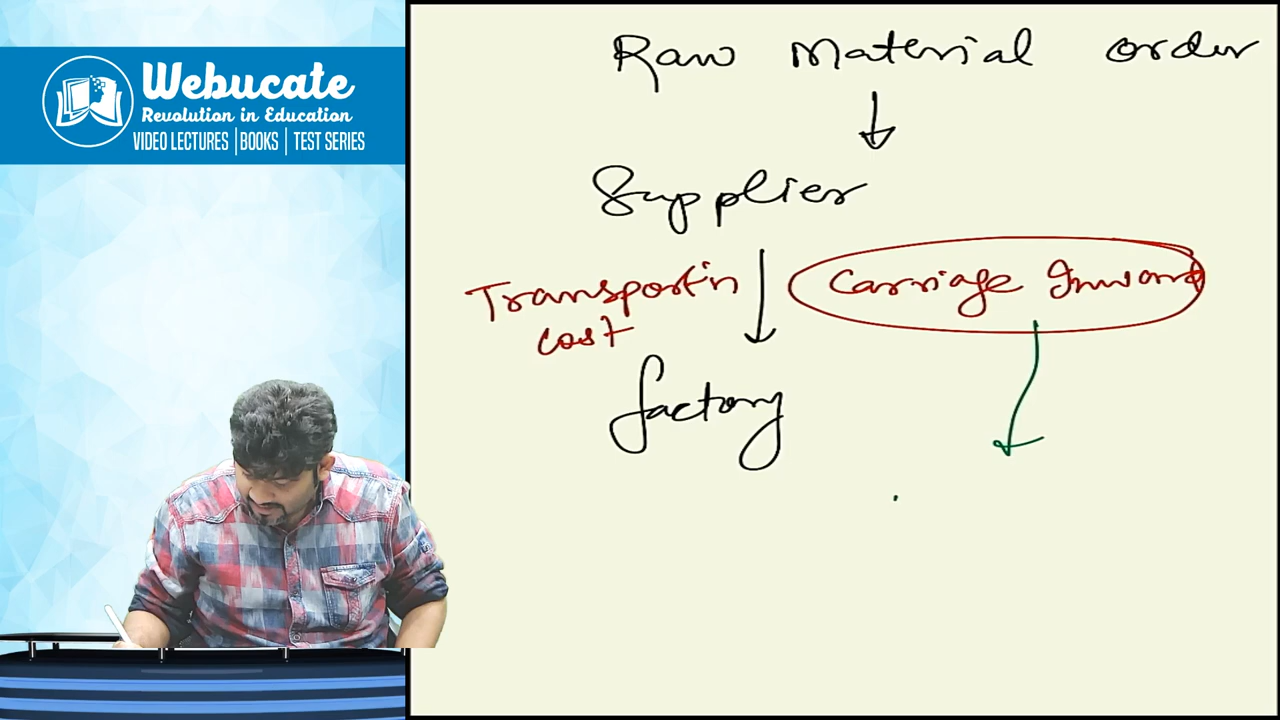 Webucate
Revolution in Education
VIDEO LECTURES | BOOKS | TEST SERIES
Raw Material order
Supplier
Transportin
cost
Carriage Inward
factory